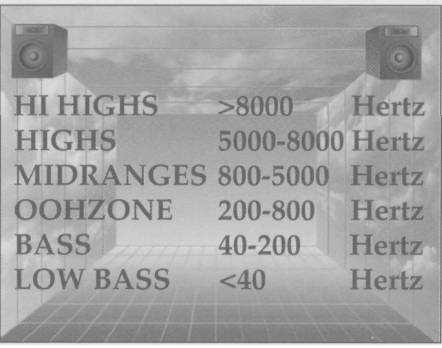 HI HIGHS >8000 Hertz
HIGHS 5000-8000 Hertz
MIDRANGES 800-5000 Hertz
OOHZONE 200-800 Hertz
BASS 40-200 Hertz
LOW BASS <40 Hertz